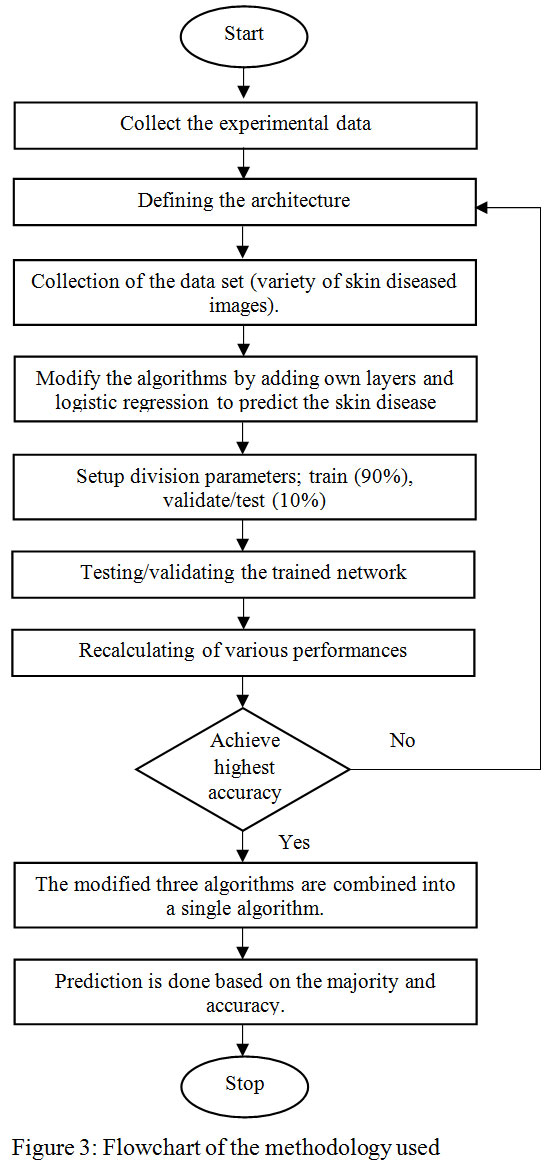 Start
Collect the experimental data
Defining the architecture
Collection of the data set (variety of skin diseased
images).
Modify the algorithms by adding own layers and
logistic regression to predict the skin disease
Setup division parameters; train (90%),
validate/test (10%)
Testing/validating the trained network
Recalculating of various performances
Achieve
highest
accuracy
No
Yes
The modified three algorithms are combined into
a single algorithm.
Prediction is done based on the majority and
accuracy.
Stop
Figure 3: Flowchart of the methodology used